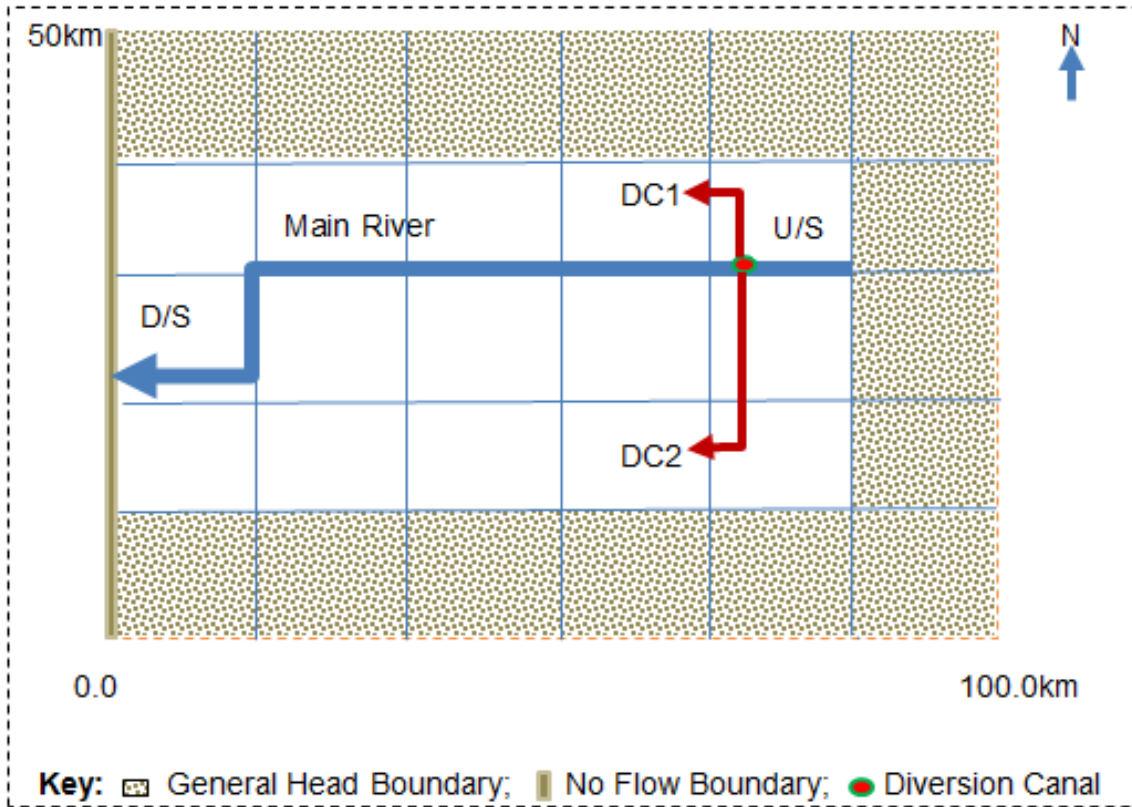 50km
N
DC1
Main River
U/S
D/S
DC2
0.0
100.0km
Key: General Head Boundary; No Flow Boundary; Diversion Canal